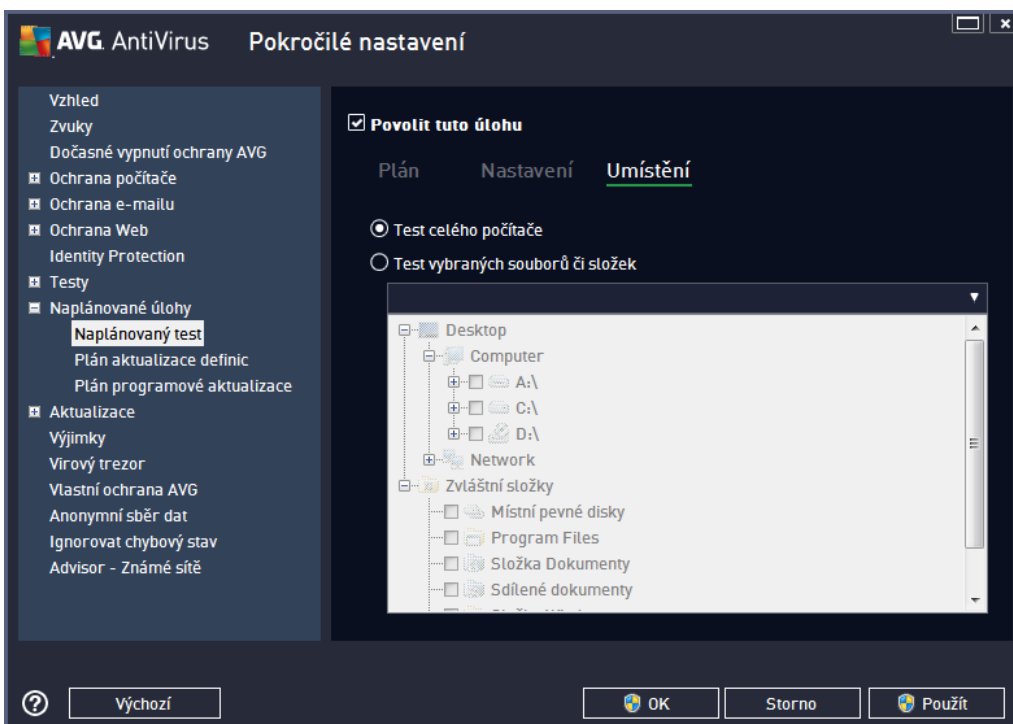 AVG. AntiVirus Pokročilé nastavení
Vzhled
Zvuky
Dočasné vypnutí ochrany AVG
Ochrana počítače
Ochrana e-mailu
Ochrana Web
Identity Protection
Testy
Naplánované úlohy
Naplánovaný test
Plán aktualizace definic
Plán programové aktualizace
Aktualizace
Výjimky
Virový trezor
Vlastní ochrana AVG
Anonymní sběr dat
Ignorovat chybový stav
Advisor - Známé sítě
Povolit tuto úlohu
Plán Nastavení Umístění
Test celého počítače
Test vybraných souborů či složek
Desktop
Computer
A:\
C:\
D:\
Network
Zvláštní složky
Místní pevné disky
Program Files
Složka Dokumenty
Sdílené dokumenty
Výchozí OK Storno Použít